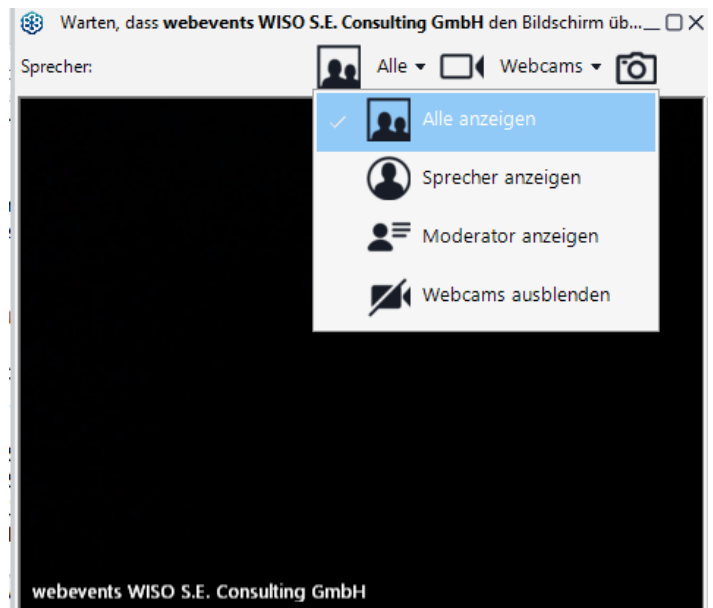 Warten, dass webevents WISO S.E. Consulting GmbH den Bildschirm üb...
Sprecher:
Alle
Webcams
Alle anzeigen
Sprecher anzeigen
Moderator anzeigen
Webcams ausblenden
webevents WISO S.E. Consulting GmbH